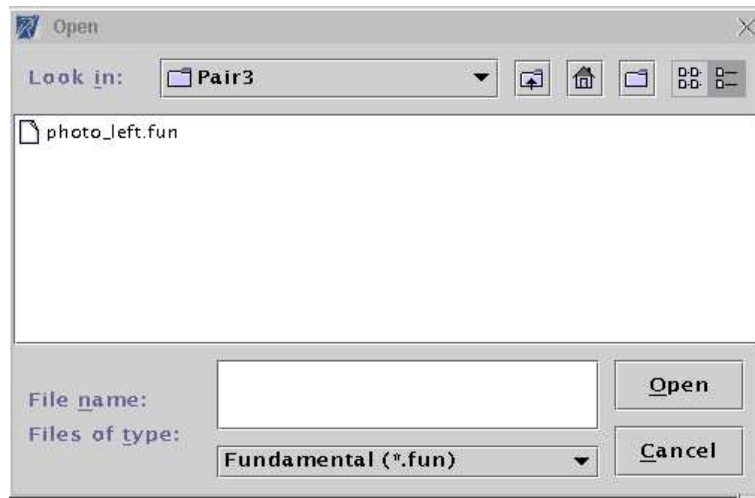 Open
Look in: Pair3
photo_left.fun
File name:
Open
Files of type:
Fundamental (*.fun)
Cancel